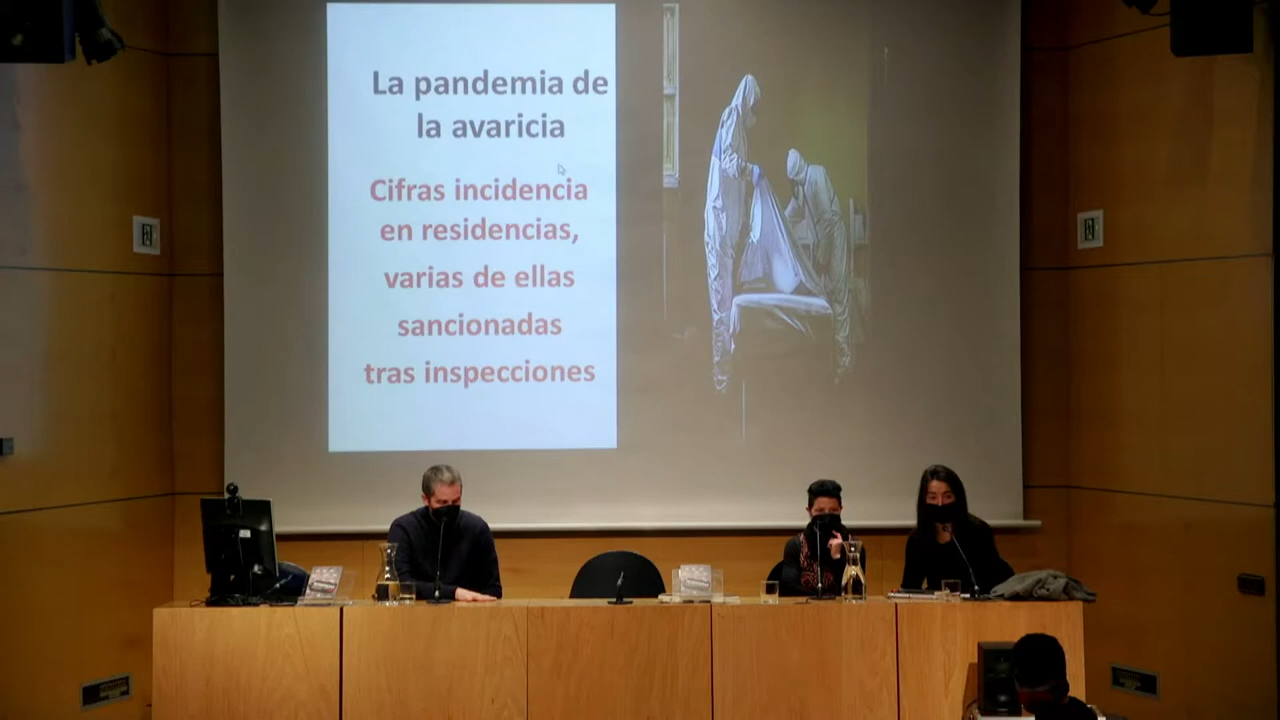 La pandemia de
la avaricia
Cifras incidencia
en residencias,
varias de ellas
sancionadas
tras inspecciones